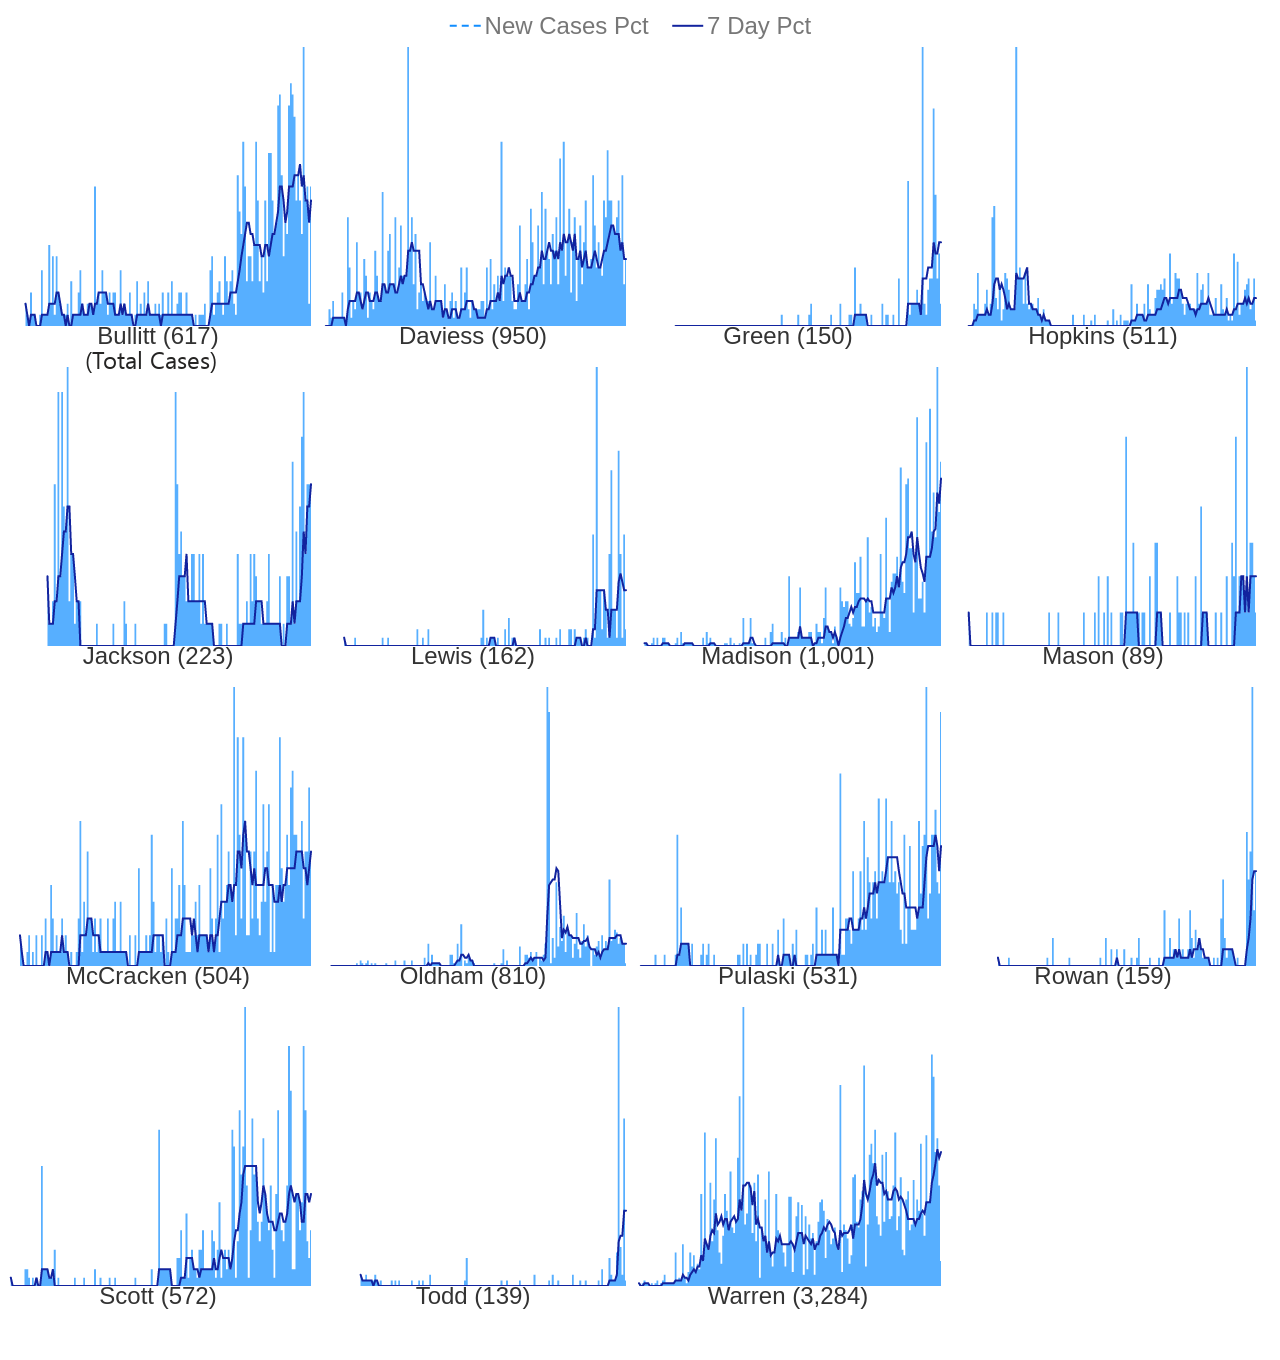 New Cases Pct 7 Day Pct
Bullitt (617) Daviess (950) Green (150) Hopkins (511)
(Total Cases)
Jackson (223) Lewis (162) Madison (1,001) Mason (89)
McCracken (504) Oldham (810) Pulaski (531) Rowan (159)
Scott (572) Todd (139) Warren (3,284)